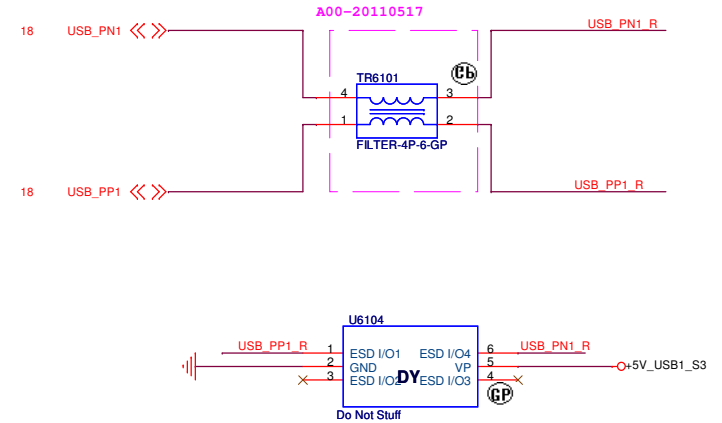 A00-20110517
18 USB_PN1 USB_PN1_R
Cb
TR6101
4 3
1 2
FILTER-4P-6-GP
18 USB_PP1 USB_PP1_R
U6104
USB_PP1_R 1 ESD I/O1 ESD I/O4 6 USB_PN1_R
2 GND VP 5 +5V_USB1_S3
3 ESD I/O2 DY ESD I/O3 4
GP
Do Not Stuff